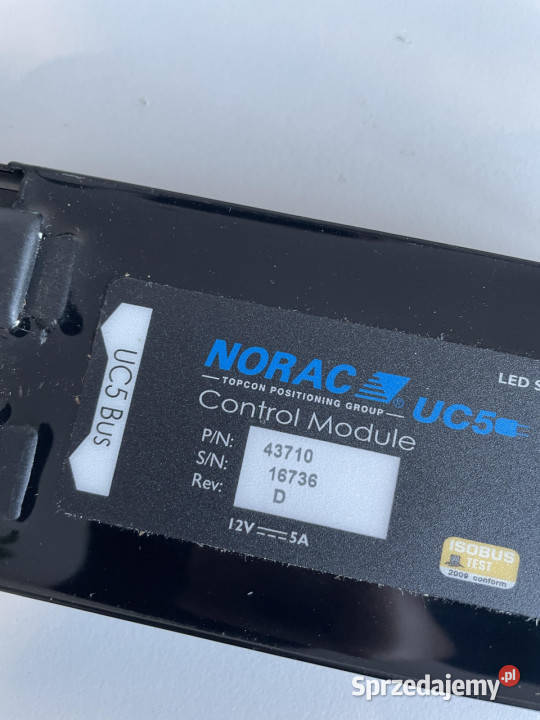 LED S
NORAC®
TOPCON POSITIONING GROUP
UC5
Control Module
UC5 Bus
P/N: 43710
S/N: 16736
Rev: D
12V 5A
ISOBUS
TEST
2009 conform
Sprzedajemy.pl